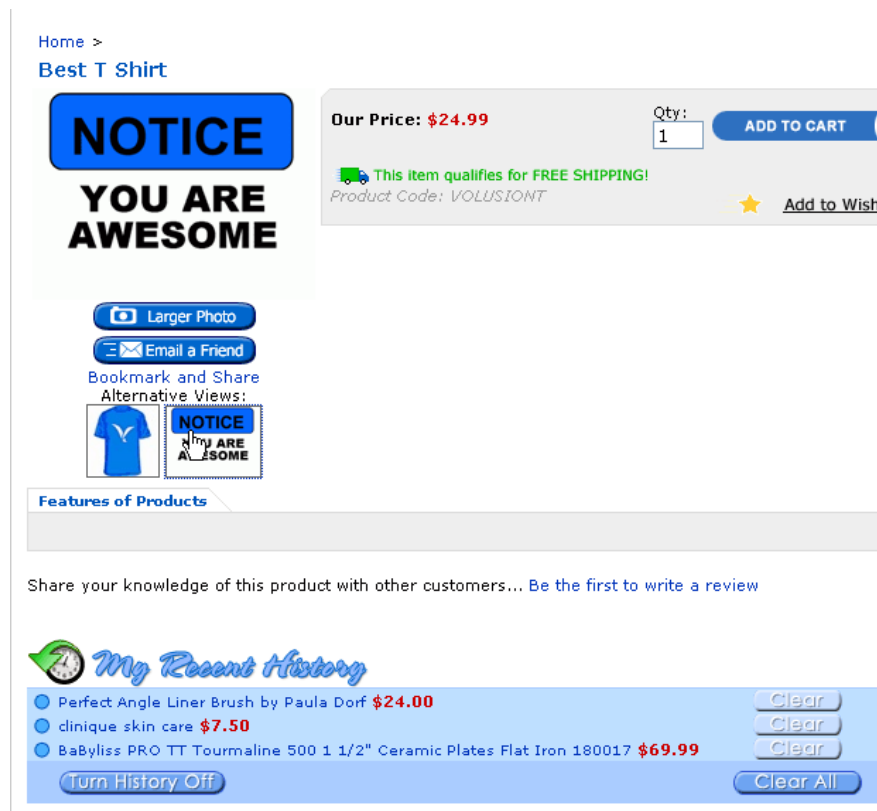 Home >
Best T Shirt
NOTICE
YOU ARE
AWESOME
Our Price: $24.99
Qty:
1
ADD TO CART
This item qualifies for FREE SHIPPING!
Product Code: VOLUSIONT
Add to Wish
Larger Photo
Email a Friend
Bookmark and Share
Alternative Views:
NOTICE
YOU ARE
AWESOME
Features of Products
Share your knowledge of this product with other customers... Be the first to write a review
My Recent History
Perfect Angle Liner Brush by Paula Dorf $24.00 Clear
clinique skin care $7.50 Clear
BaByliss PRO TT Tourmaline 500 1 1/2" Ceramic Plates Flat Iron 180017 $69.99 Clear
Turn History Off Clear All